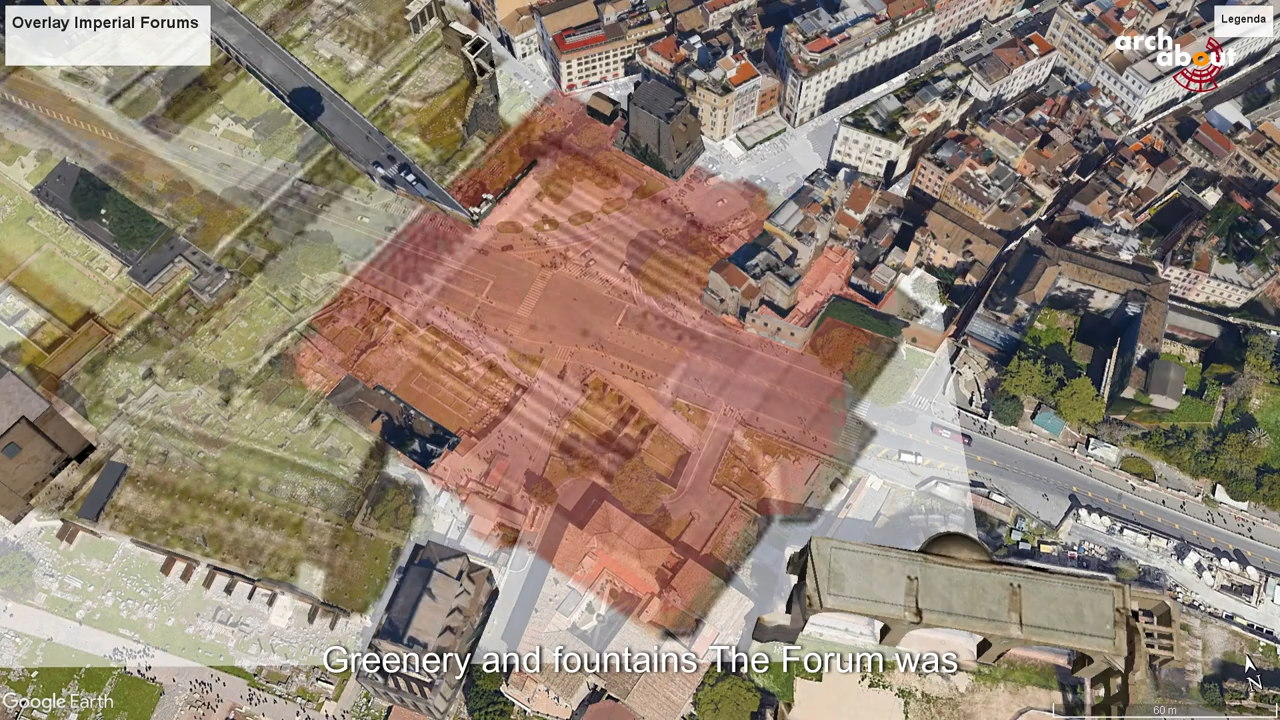 Overlay Imperial Forums
Legenda
arch
about
Greenery and fountains The Forum was
Google Earth
60 m
N